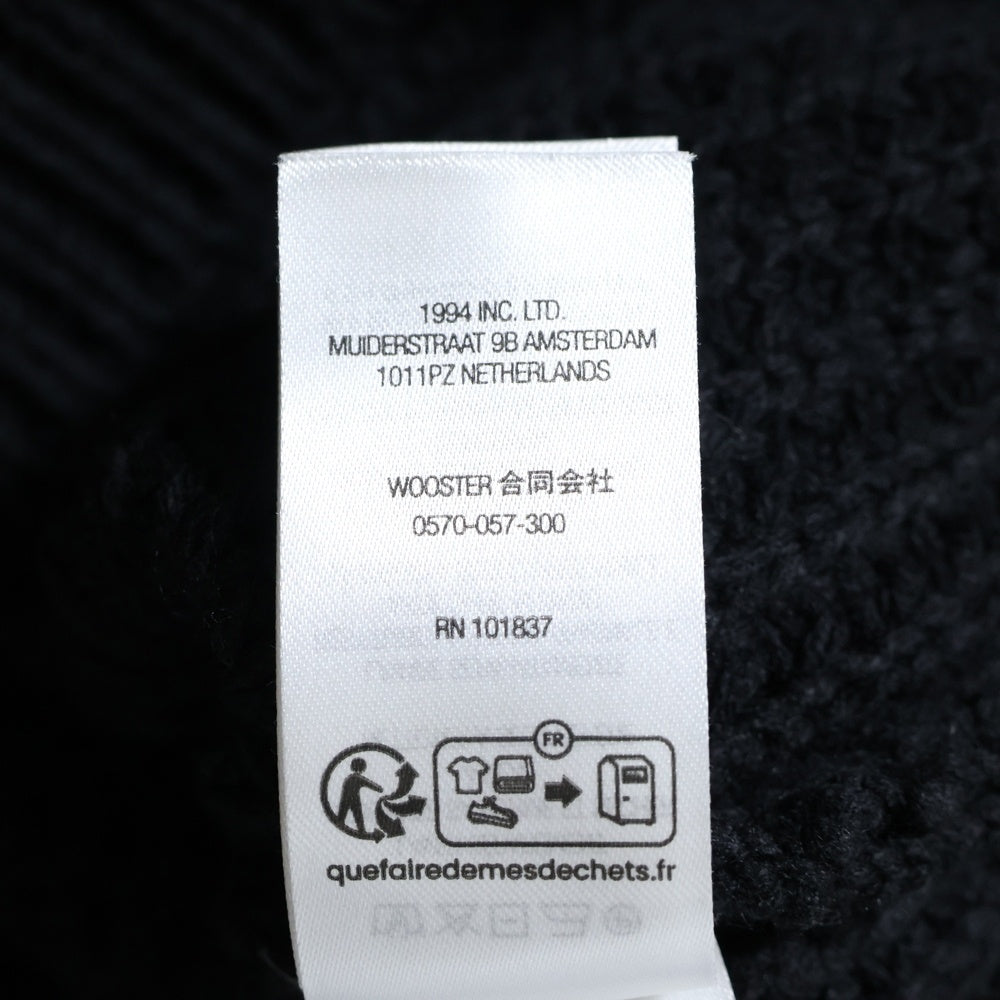 1994 INC. LTD.
MUIDERSTRAAT 9B AMSTERDAM
1011PZ NETHERLANDS
WOOSTER 合同会社
0570-057-300
RN 101837
FR
quefairedemesdechets.fr